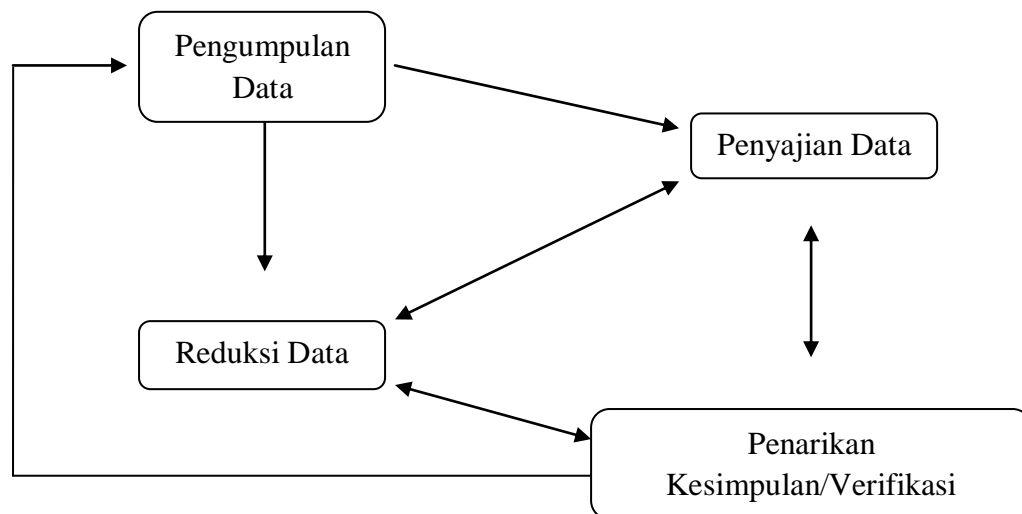 Pengumpulan
Data
Penyajian Data
Reduksi Data
Penarikan
Kesimpulan/Verifikasi